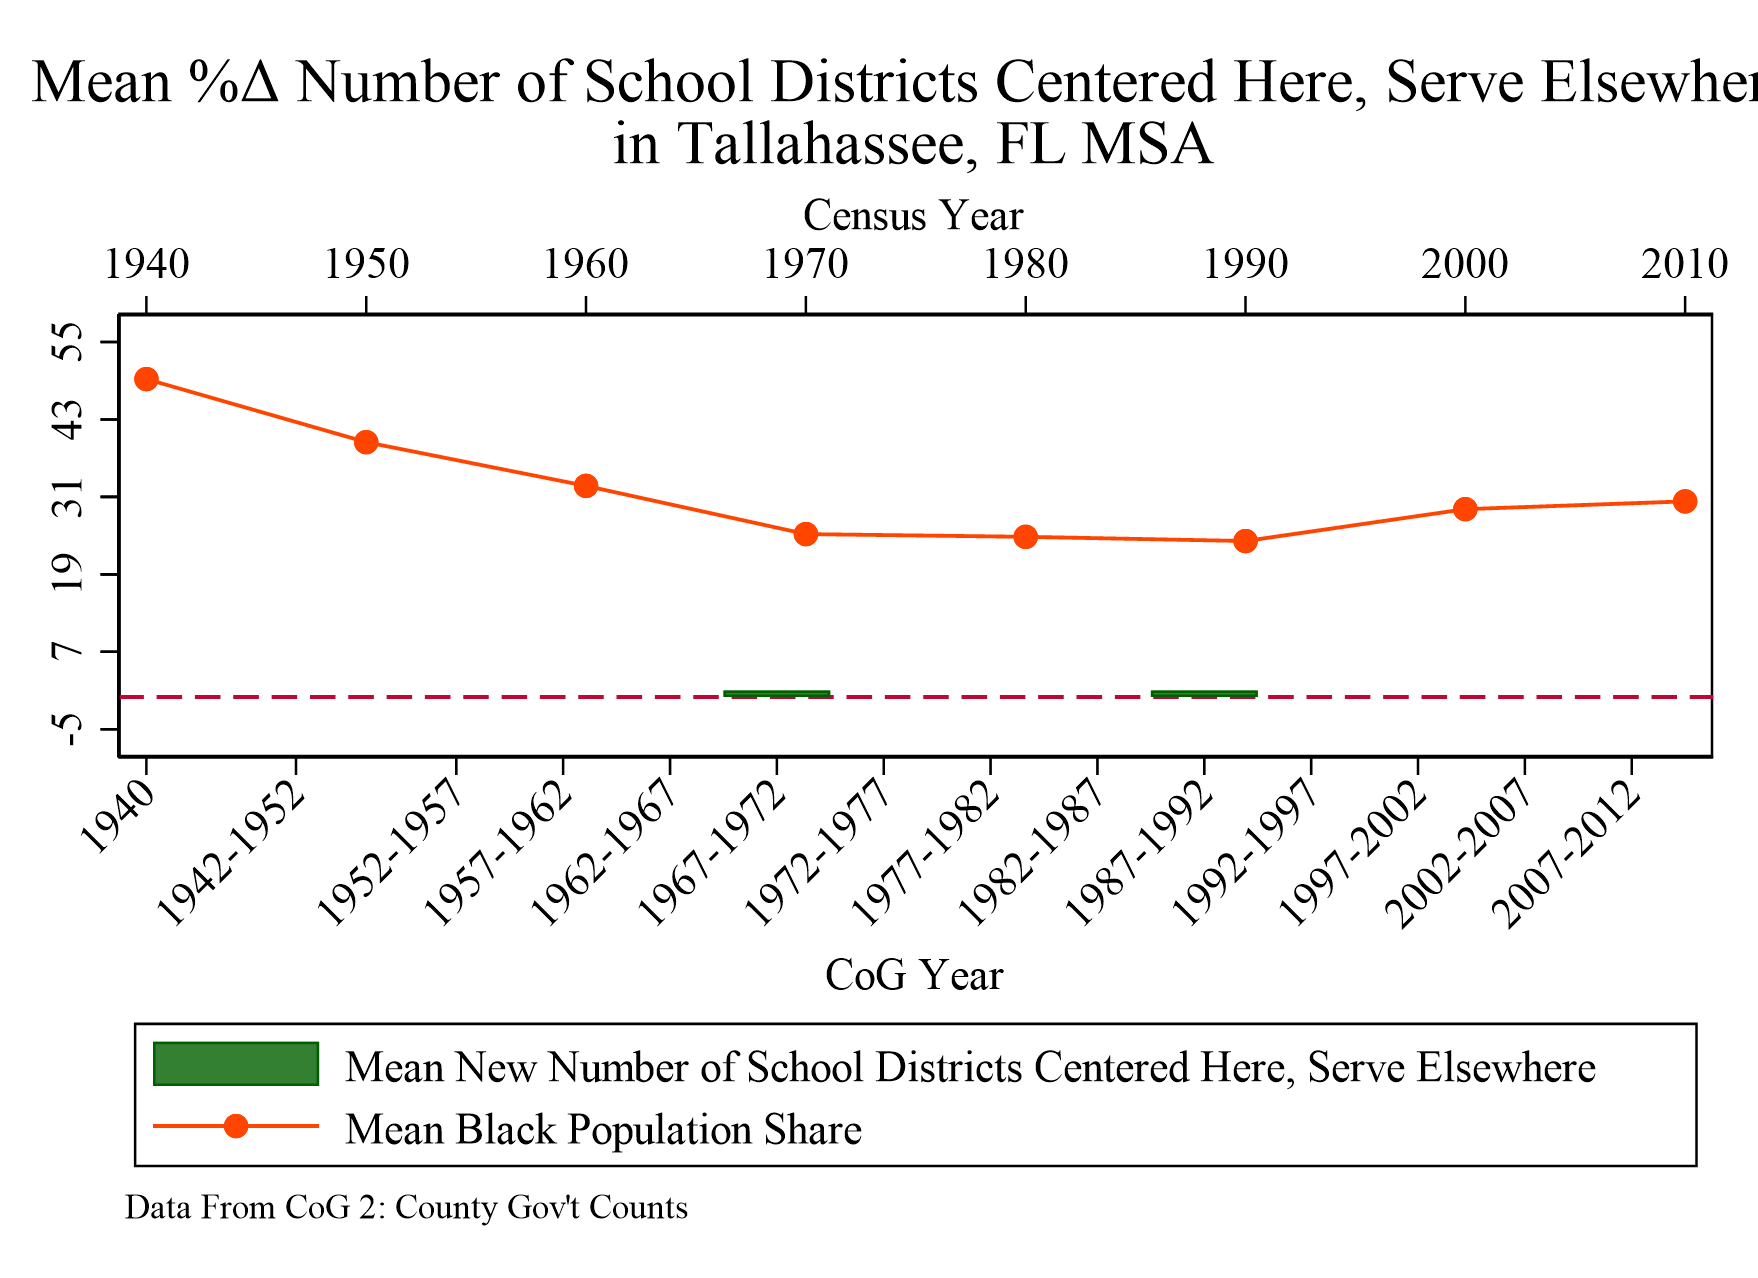 Mean %Δ Number of School Districts Centered Here, Serve Elsewher
in Tallahassee, FL MSA
Census Year
1940 1950 1960 1970 1980 1990 2000 2010
55
43
31
19
7
-5
1940 1942-1952 1952-1957 1957-1962 1962-1967 1967-1972 1972-1977 1977-1982 1982-1987 1987-1992 1992-1997 1997-2002 2002-2007 2007-2012
CoG Year
Mean New Number of School Districts Centered Here, Serve Elsewhere
Mean Black Population Share
Data From CoG 2: County Gov't Counts